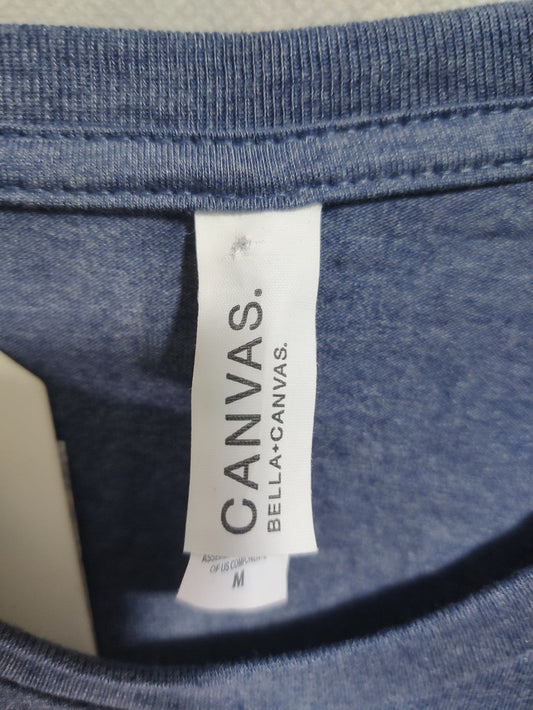 CANVAS.
BELLA+CANVAS.
OF US COMPONENTS
M